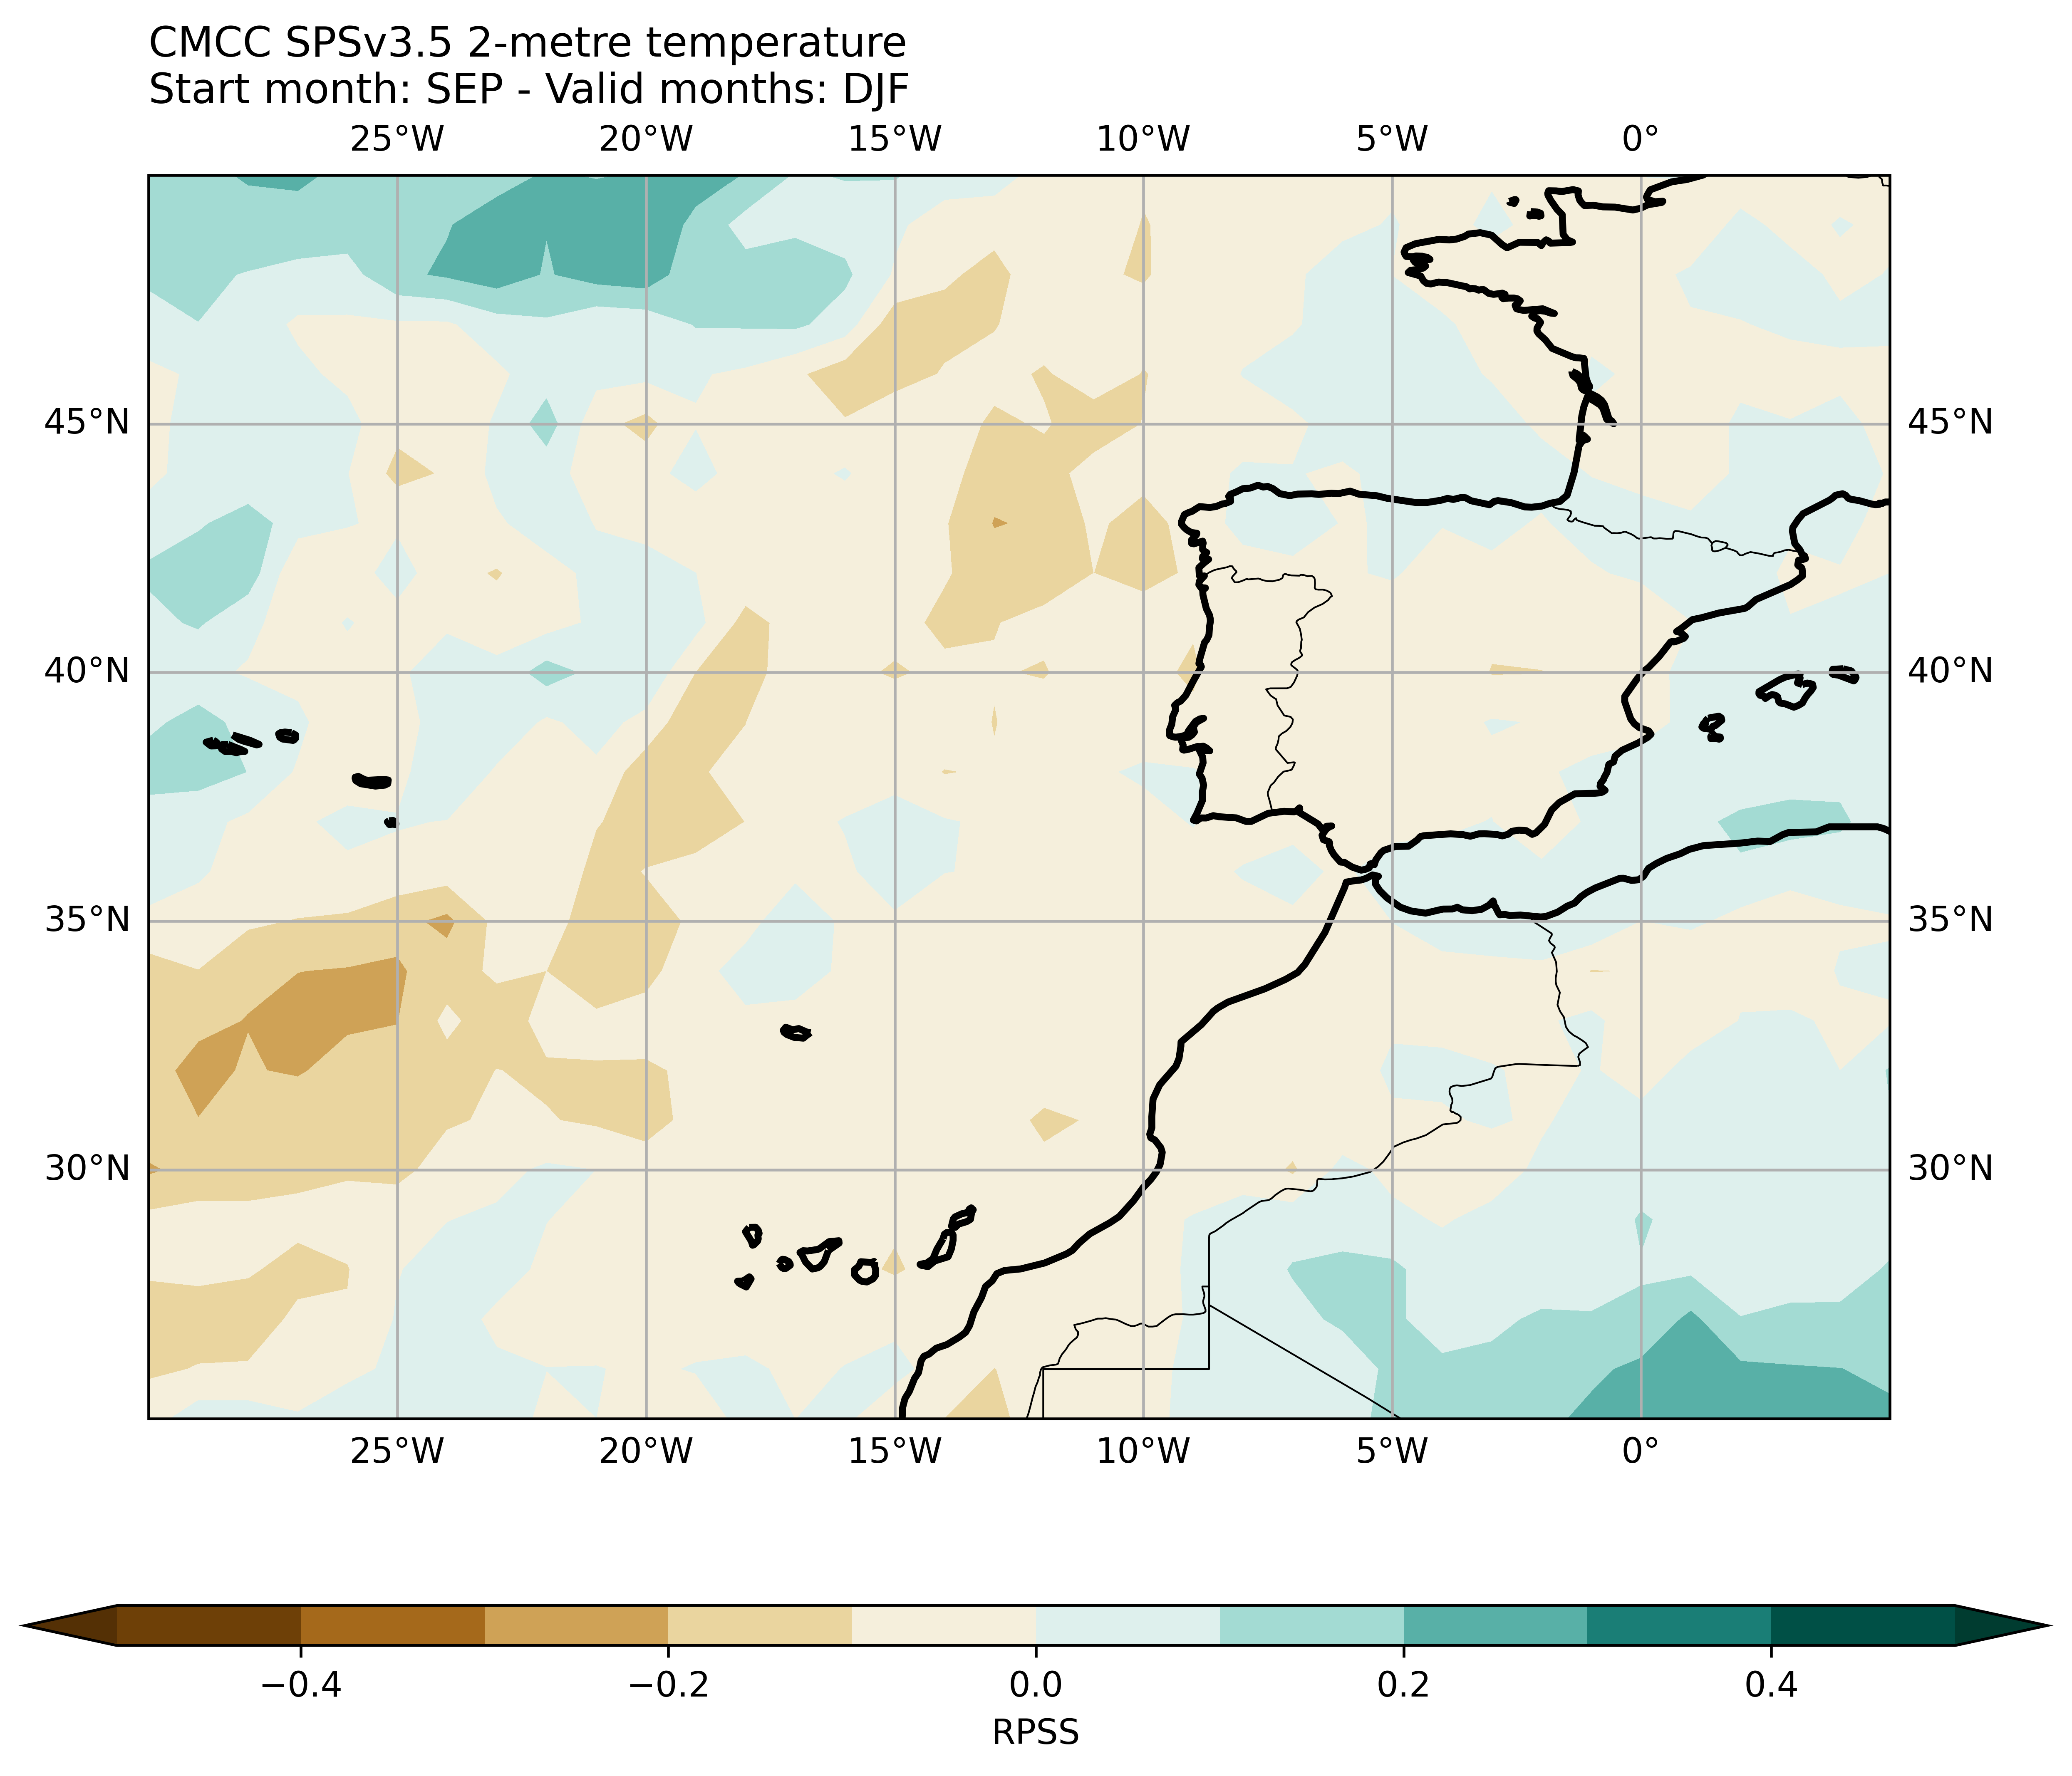 CMCC SPSv3.5 2-metre temperature
Start month: SEP - Valid months: DJF
25°W 20°W 15°W 10°W 5°W 0°
45°N 45°N
40°N 40°N
35°N 35°N
30°N 30°N
25°W 20°W 15°W 10°W 5°W 0°
−0.4 −0.2 0.0 0.2 0.4
RPSS